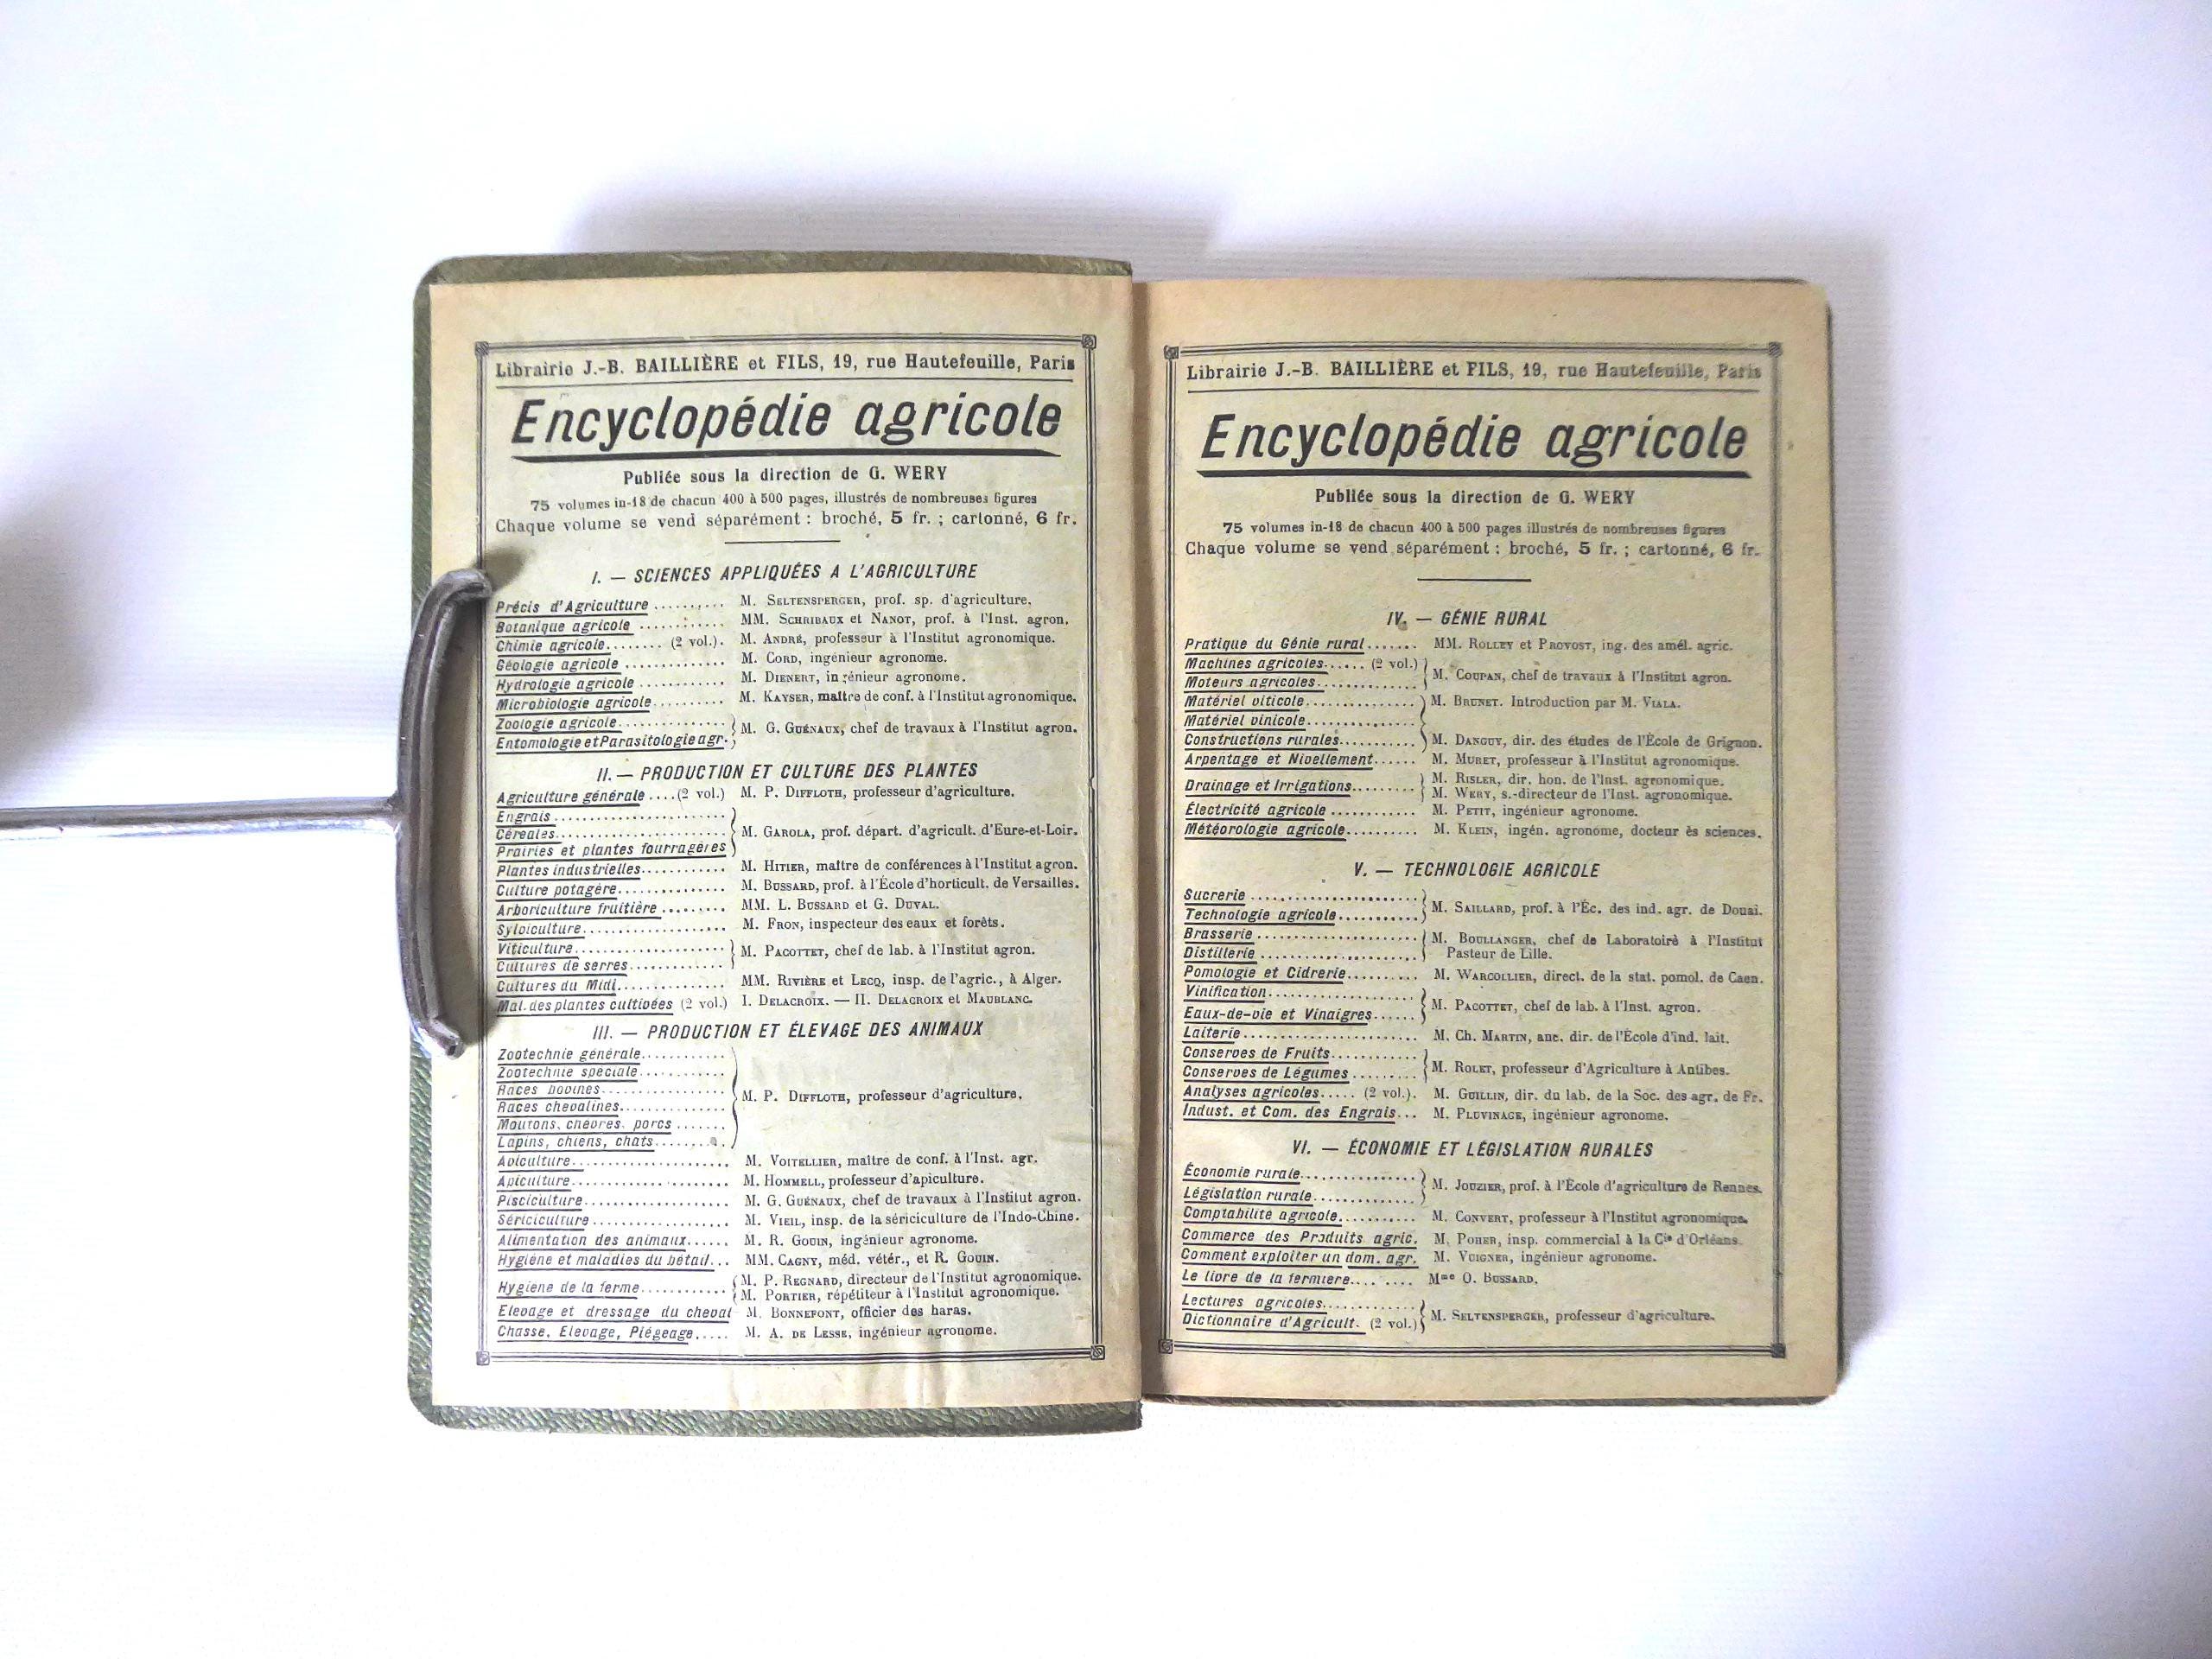 Librairie J.-B. BAILLIÈRE et FILS, 19, rue Hautefeuille, Paris
Encyclopédie agricole
Publiée sous la direction de G. WERY
75 volumes in-18 de chacun 400 à 500 pages, illustrés de nombreuses figures
Chaque volume se vend séparément : broché, 5 fr. ; cartonné, 6 fr.
I. — SCIENCES APPLIQUÉES A L'AGRICULTURE
Précis d'Agriculture .......... M. SELTENSPERGER, prof. sp. d'agriculture.
Botanique agricole ............ MM. SCHRIBAUX et NANOT, prof. à l'Inst. agron.
Chimie agricole........ (2 vol.). M. ANDRÉ, professeur à l'Institut agronomique.
Géologie agricole ............. M. CORD, ingénieur agronome.
Hydrologie agricole ........... M. DIENERT, ingénieur agronome.
Microbiologie agricole.......... M. KAYSER, maître de conf. à l'Institut agronomique.
Zoologie agricole..............
Entomologie et Parasitologie agr. } M. G. GUÉNAUX, chef de travaux à l'Institut agron.
II. — PRODUCTION ET CULTURE DES PLANTES
Agriculture générale ....(2 vol.) M. P. DIFFLOTH, professeur d'agriculture.
Engrais .......................
Céréales....................... } M. GAROLA, prof. départ. d'agricult. d'Eure-et-Loir.
Prairies et plantes fourragères
Plantes industrielles........... M. HITIER, maître de conférences à l'Institut agron.
Culture potagère............... M. BUSSARD, prof. à l'École d'horticult. de Versailles.
Arboriculture fruitière ......... MM. L. BUSSARD et G. DUVAL.
Sylviculture.................... M. FRON, inspecteur des eaux et forêts.
Viticulture..................... } M. PACOTTET, chef de lab. à l'Institut agron.
Cultures de serres.............
Cultures du Midi............... MM. RIVIÈRE et LECQ, insp. de l'agric., à Alger.
Mal. des plantes cultivées (2 vol.) I. DELACROIX. — II. DELACROIX et MAUBLANC.
III. — PRODUCTION ET ÉLEVAGE DES ANIMAUX
Zootechnie générale............
Zootechnie spéciale............
Races bovines..................
Races chevalines............... } M. P. DIFFLOTH, professeur d'agriculture.
Moutons, chèvres, porcs .......
Lapins, chiens, chats..........
Aviculture...................... M. VOITELLIER, maître de conf. à l'Inst. agr.
Apiculture...................... M. HOMMELL, professeur d'apiculture.
Pisciculture.................... M. G. GUÉNAUX, chef de travaux à l'Institut agron.
Sériciculture ................... M. VIEIL, insp. de la sériciculture de l'Indo-Chine.
Alimentation des animaux...... M. R. GOUIN, ingénieur agronome.
Hygiène et maladies du bétail... MM. CAGNY, méd. vétér., et R. GOUIN.
Hygiène de la ferme............ { M. P. REGNARD, directeur de l'Institut agronomique.
M. PORTIER, répétiteur à l'Institut agronomique.
Elevage et dressage du cheval M. BONNEFONT, officier des haras.
Chasse, Elevage, Piégeage..... M. A. DE LESSE, ingénieur agronome.
Librairie J.-B. BAILLIÈRE et FILS, 19, rue Hautefeuille, Paris
Encyclopédie agricole
Publiée sous la direction de G. WERY
75 volumes in-18 de chacun 400 à 500 pages illustrés de nombreuses figures
Chaque volume se vend séparément : broché, 5 fr. ; cartonné, 6 fr.
IV. — GÉNIE RURAL
Pratique du Génie rural ....... MM. ROLLEY et PROVOST, ing. des amél. agric.
Machines agricoles...... (2 vol.)
Moteurs agricoles.............. } M. COUPAN, chef de travaux à l'Institut agron.
Matériel viticole............... } M. BRUNET. Introduction par M. VIALA.
Matériel vinicole...............
Constructions rurales........... } M. DANGUY, dir. des études de l'École de Grignon.
Arpentage et Nivellement...... M. MURET, professeur à l'Institut agronomique.
Drainage et Irrigations......... } M. RISLER, dir. hon. de l'Inst. agronomique.
M. WERY, s.-directeur de l'Inst. agronomique.
Électricité agricole ............ M. PETIT, ingénieur agronome.
Météorologie agricole.......... M. KLEIN, ingén. agronome, docteur ès sciences.
V. — TECHNOLOGIE AGRICOLE
Sucrerie .......................
Technologie agricole........... } M. SAILLARD, prof. à l'Éc. des ind. agr. de Douai.
Brasserie ...................... } M. BOULLANGER, chef de Laboratoire à l'Institut
Distillerie ..................... Pasteur de Lille.
Pomologie et Cidrerie.......... M. WARCOLLIER, direct. de la stat. pomol. de Caen.
Vinification....................
Eaux-de-vie et Vinaigres...... } M. PACOTTET, chef de lab. à l'Inst. agron.
Laiterie......................... M. Ch. MARTIN, anc. dir. de l'École d'ind. lait.
Conserves de Fruits............
Conserves de Légumes ......... } M. ROLET, professeur d'Agriculture à Antibes.
Analyses agricoles..... (2 vol.). M. GUILLIN, dir. du lab. de la Soc. des agr. de Fr.
Indust. et Com. des Engrais... M. PLUVINAGE, ingénieur agronome.
VI. — ÉCONOMIE ET LÉGISLATION RURALES
Économie rurale................
Législation rurale.............. } M. JOUZIER, prof. à l'École d'agriculture de Rennes.
Comptabilité agricole........... M. CONVERT, professeur à l'Institut agronomique.
Commerce des Produits agric. M. POHER, insp. commercial à la Cie d'Orléans.
Comment exploiter un dom. agr. M. VUIGNER, ingénieur agronome.
Le livre de la fermière.... .... Mme O. BUSSARD.
Lectures agricoles..............
Dictionnaire d'Agricult. (2 vol.) } M. SELTENSPERGER, professeur d'agriculture.